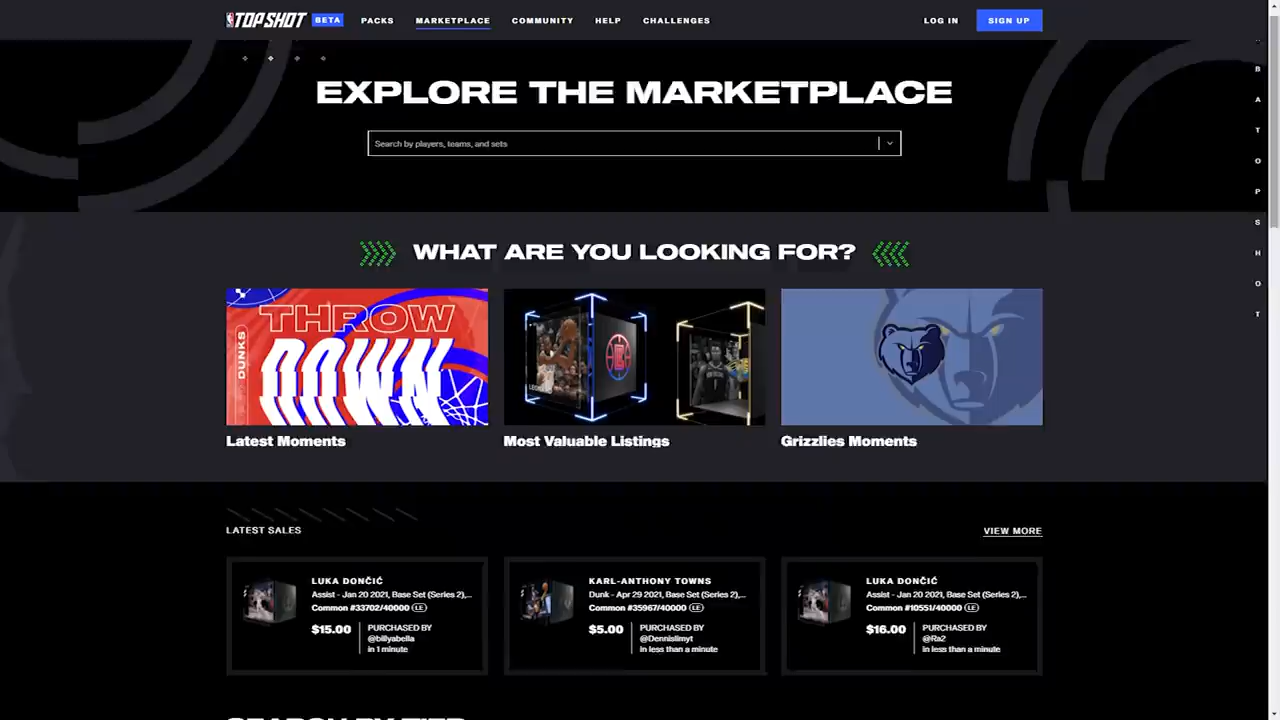 TOP SHOT BETA PACKS MARKETPLACE COMMUNITY HELP CHALLENGES LOG IN SIGN UP
EXPLORE THE MARKETPLACE
Search by players, teams, and sets
B
A
T
O
P
S
H
O
T
WHAT ARE YOU LOOKING FOR?
DUNKS
THROW
DOWN
Latest Moments
Most Valuable Listings
Grizzlies Moments
LATEST SALES
VIEW MORE
LUKA DONČIĆ
Assist - Jan 20 2021, Base Set (Series 2),...
Common #33702/40000 LE
$15.00
PURCHASED BY
@billyabella
in 1 minute
KARL-ANTHONY TOWNS
Dunk - Apr 29 2021, Base Set (Series 2),...
Common #35967/40000 LE
$5.00
PURCHASED BY
@Dennislimyt
in less than a minute
LUKA DONČIĆ
Assist - Jan 20 2021, Base Set (Series 2),...
Common #10551/40000 LE
$16.00
PURCHASED BY
@Ra2
in less than a minute
SEARCH BY TIER